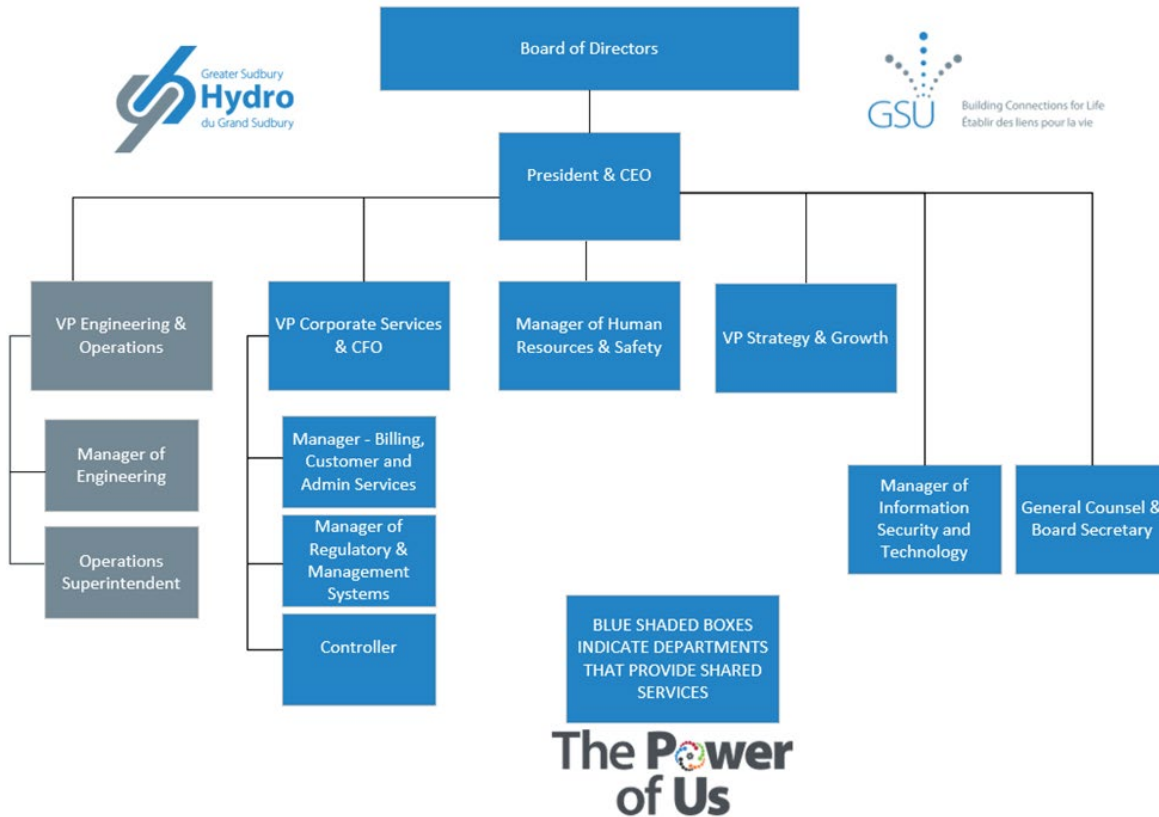 Board of Directors
Greater Sudbury
Hydro
du Grand Sudbury
GSU
Building Connections for Life
Établir des liens pour la vie
President & CEO
VP Engineering &
Operations
VP Corporate Services
& CFO
Manager of Human
Resources & Safety
VP Strategy & Growth
Manager of
Engineering
Manager - Billing,
Customer and
Admin Services
Manager of
Information
Security and
Technology
General Counsel &
Board Secretary
Operations
Superintendent
Manager of
Regulatory &
Management
Systems
Controller
BLUE SHADED BOXES
INDICATE DEPARTMENTS
THAT PROVIDE SHARED
SERVICES
The Power
of Us